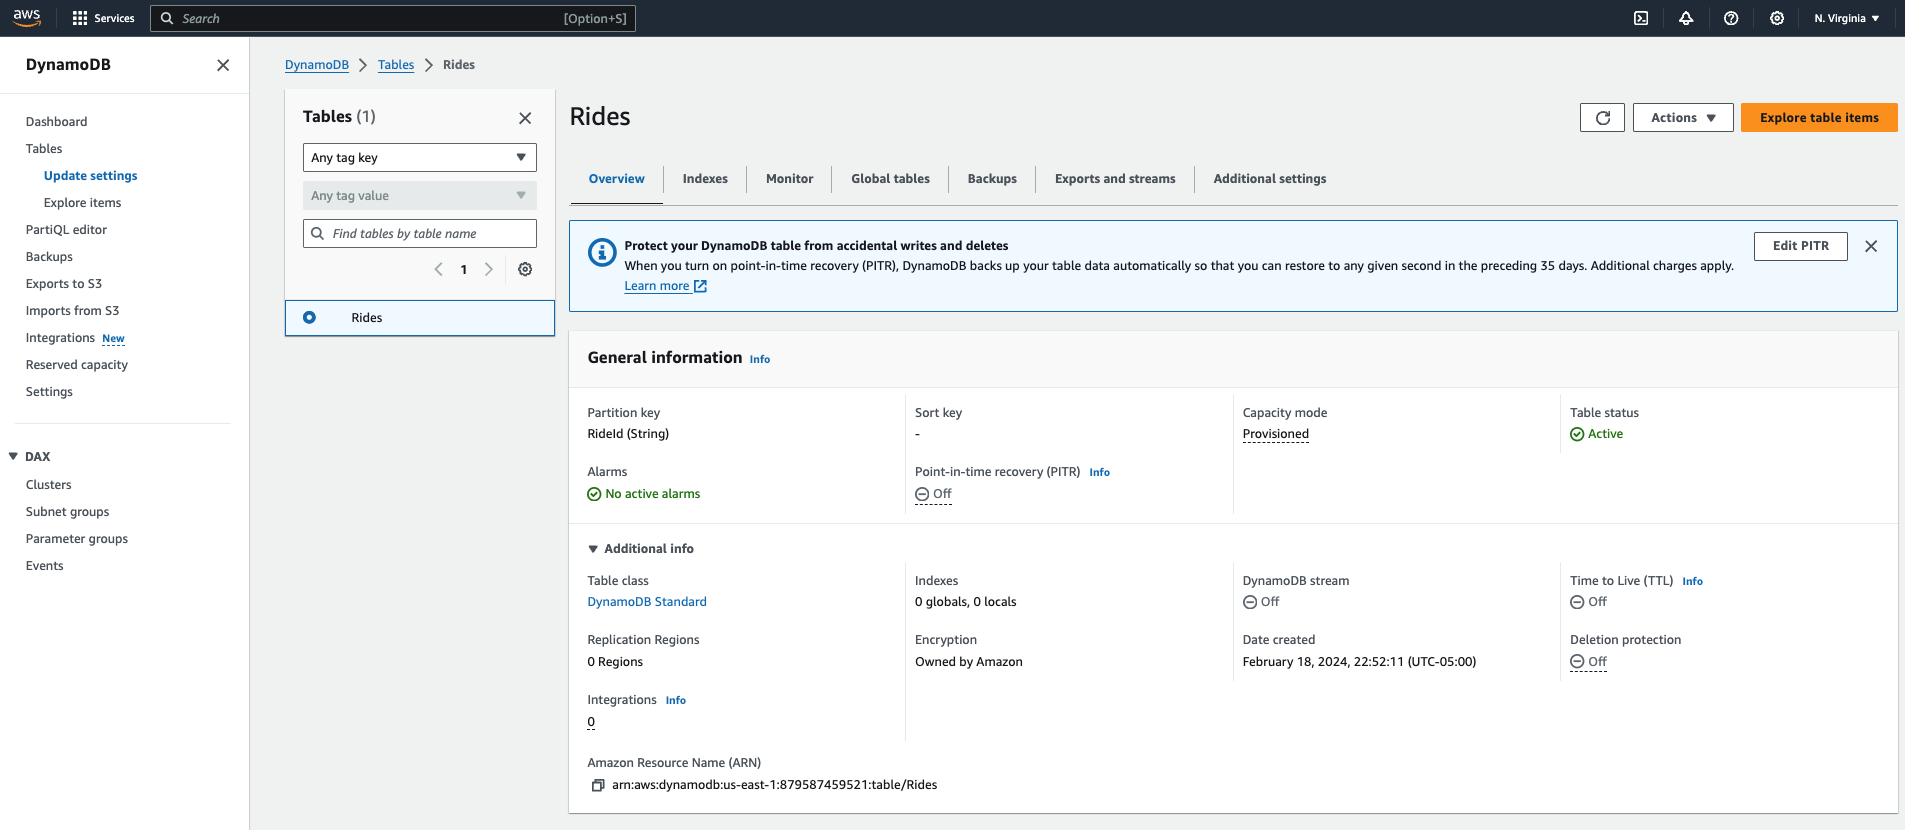 aws
Services
Search
[Option+S]
N. Virginia
DynamoDB
Dashboard
Tables
Update settings
Explore items
PartiQL editor
Backups
Exports to S3
Imports from S3
Integrations New
Reserved capacity
Settings
DAX
Clusters
Subnet groups
Parameter groups
Events
DynamoDB
Tables
Rides
Tables (1)
Any tag key
Any tag value
Find tables by table name
1
Rides
Rides
Actions
Explore table items
Overview
Indexes
Monitor
Global tables
Backups
Exports and streams
Additional settings
Protect your DynamoDB table from accidental writes and deletes
When you turn on point-in-time recovery (PITR), DynamoDB backs up your table data automatically so that you can restore to any given second in the preceding 35 days. Additional charges apply.
Learn more
Edit PITR
General information Info
Partition key
RideId (String)
Sort key
-
Capacity mode
Provisioned
Table status
Active
Alarms
No active alarms
Point-in-time recovery (PITR) Info
Off
Additional info
Table class
DynamoDB Standard
Indexes
0 globals, 0 locals
DynamoDB stream
Off
Time to Live (TTL) Info
Off
Replication Regions
0 Regions
Encryption
Owned by Amazon
Date created
February 18, 2024, 22:52:11 (UTC-05:00)
Deletion protection
Off
Integrations Info
0
Amazon Resource Name (ARN)
arn:aws:dynamodb:us-east-1:879587459521:table/Rides